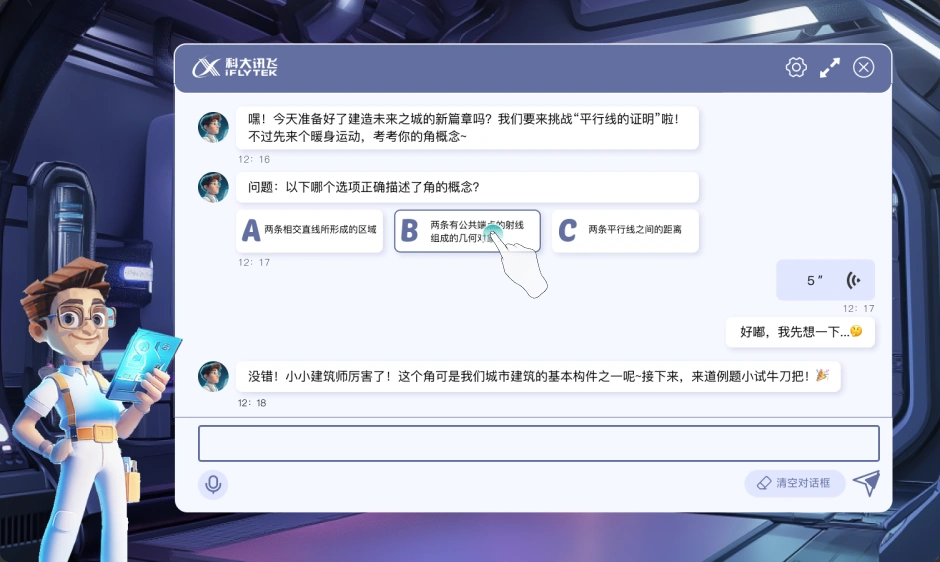 科大讯飞
iFLYTEK
嘿！今天准备好了建造未来之城的新篇章吗？我们要来挑战“平行线的证明”啦！
不过先来个暖身运动，考考你的角概念~
12: 16
问题：以下哪个选项正确描述了角的概念?
A 两条相交直线所形成的区域
B 两条有公共端点的射线
组成的几何对
C 两条平行线之间的距离
12: 17
5 ″
12: 17
好嘟，我先想一下...🤔
没错！小小建筑师厉害了！这个角可是我们城市建筑的基本构件之一呢~接下来，来道例题小试牛刀把！🎉
12: 18
清空对话框